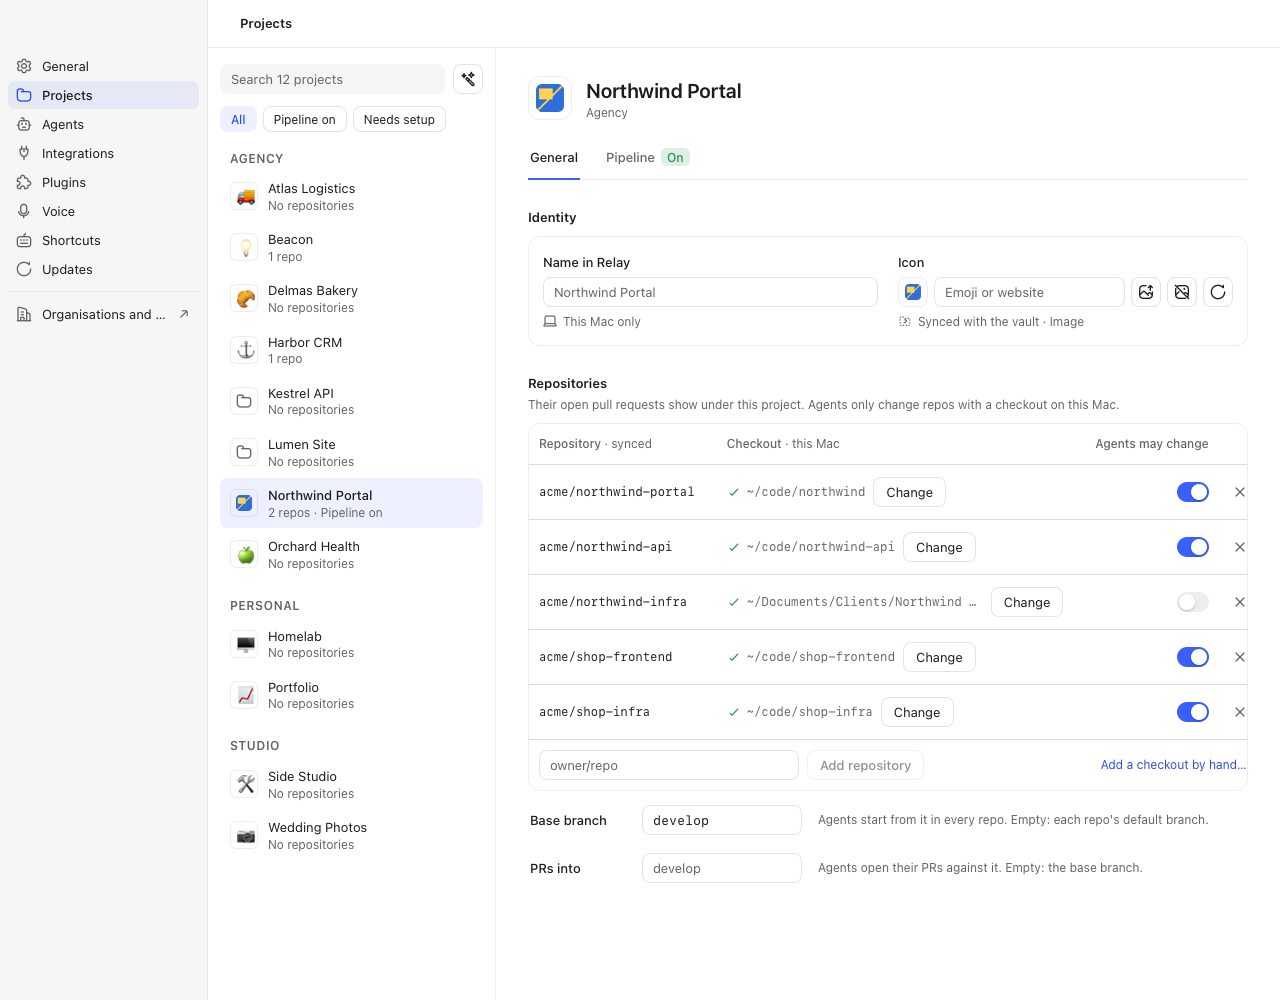 Projects
General
Projects
Agents
Integrations
Plugins
Voice
Shortcuts
Updates
Organisations and ...
Search 12 projects
All
Pipeline on
Needs setup
AGENCY
Atlas Logistics
No repositories
Beacon
1 repo
Delmas Bakery
No repositories
Harbor CRM
1 repo
Kestrel API
No repositories
Lumen Site
No repositories
Northwind Portal
2 repos · Pipeline on
Orchard Health
No repositories
PERSONAL
Homelab
No repositories
Portfolio
No repositories
STUDIO
Side Studio
No repositories
Wedding Photos
No repositories
Northwind Portal
Agency
General
Pipeline On
Identity
Name in Relay
Northwind Portal
This Mac only
Icon
Emoji or website
Synced with the vault · Image
Repositories
Their open pull requests show under this project. Agents only change repos with a checkout on this Mac.
Repository · synced Checkout · this Mac Agents may change
acme/northwind-portal ~/code/northwind Change
acme/northwind-api ~/code/northwind-api Change
acme/northwind-infra ~/Documents/Clients/Northwind … Change
acme/shop-frontend ~/code/shop-frontend Change
acme/shop-infra ~/code/shop-infra Change
owner/repo Add repository Add a checkout by hand...
Base branch develop Agents start from it in every repo. Empty: each repo's default branch.
PRs into develop Agents open their PRs against it. Empty: the base branch.